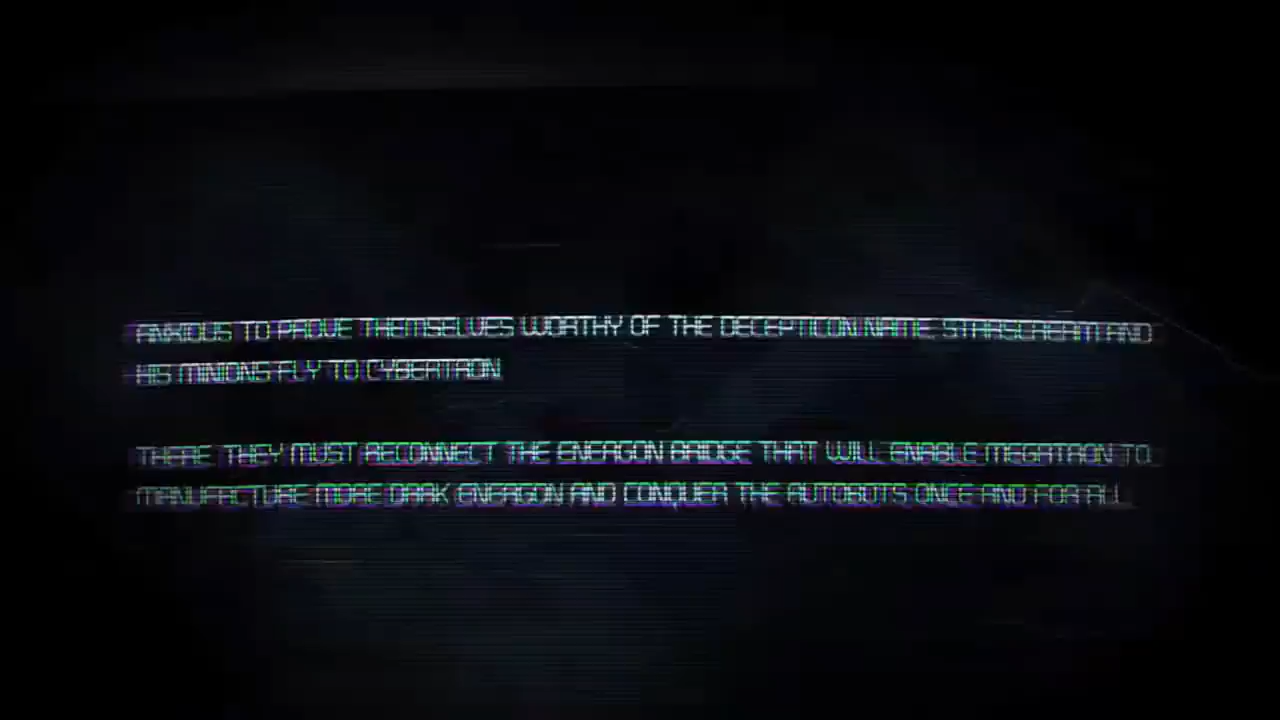 ANXIOUS TO PROVE THEMSELVES WORTHY OF THE DECEPTICON NAME STARSCREAM AND
HIS MINIONS FLY TO CYBERTRON.
THERE THEY MUST RECONNECT THE ENERGON BRIDGE THAT WILL ENABLE MEGATRON TO
MANUFACTURE MORE DARK ENERGON AND CONQUER THE AUTOBOTS ONCE AND FOR ALL.